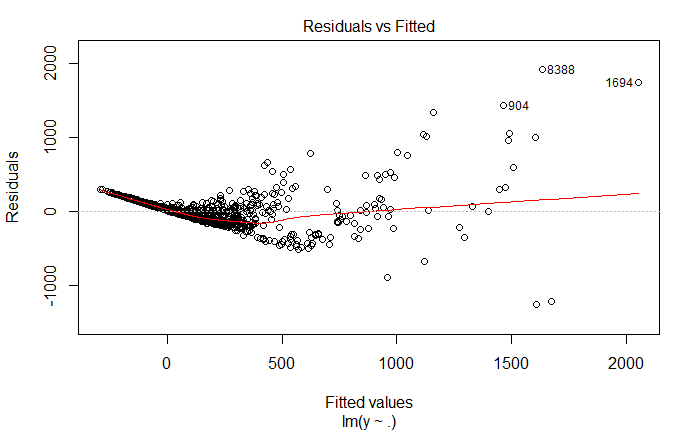 Residuals vs Fitted
2000
1000
0
-1000
Residuals
8388
1694
904
0 500 1000 1500 2000
Fitted values
lm(y ~ .)